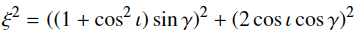 ξ² = ((1 + cos² ι) sin γ)² + (2 cos ι cos γ)²